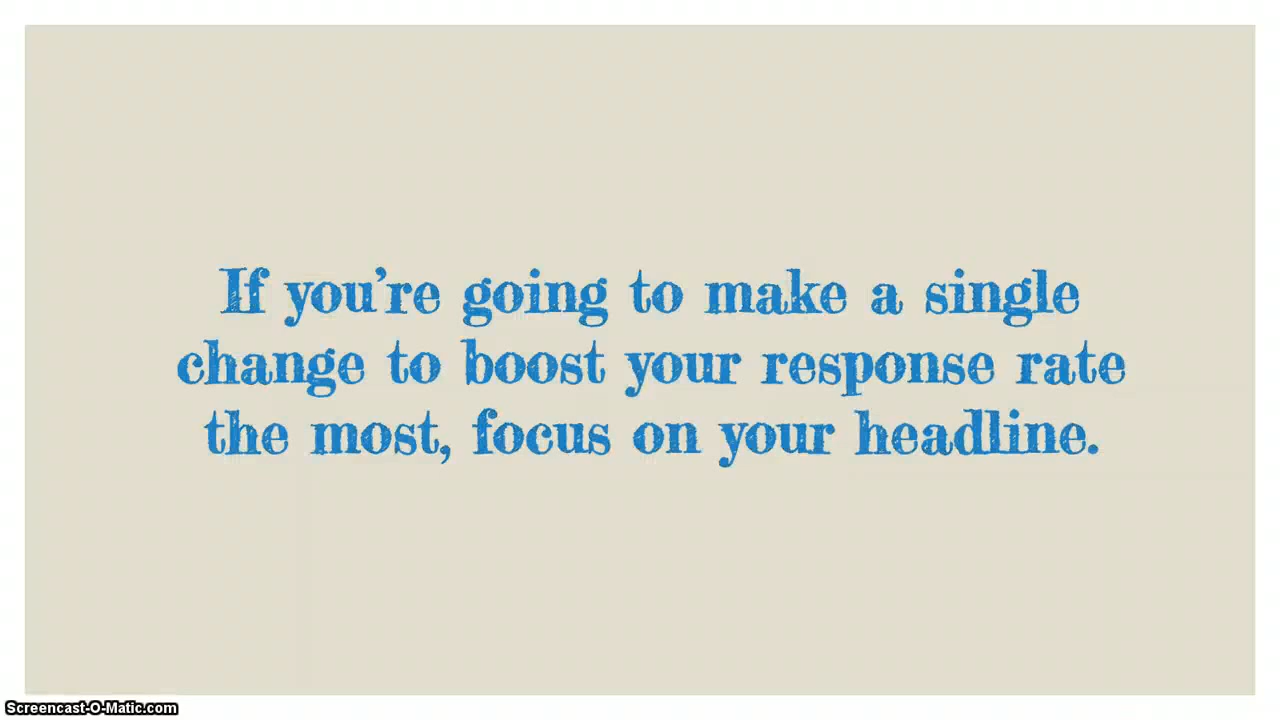 If you’re going to make a single
change to boost your response rate
the most, focus on your headline.
Screencast-O-Matic.com